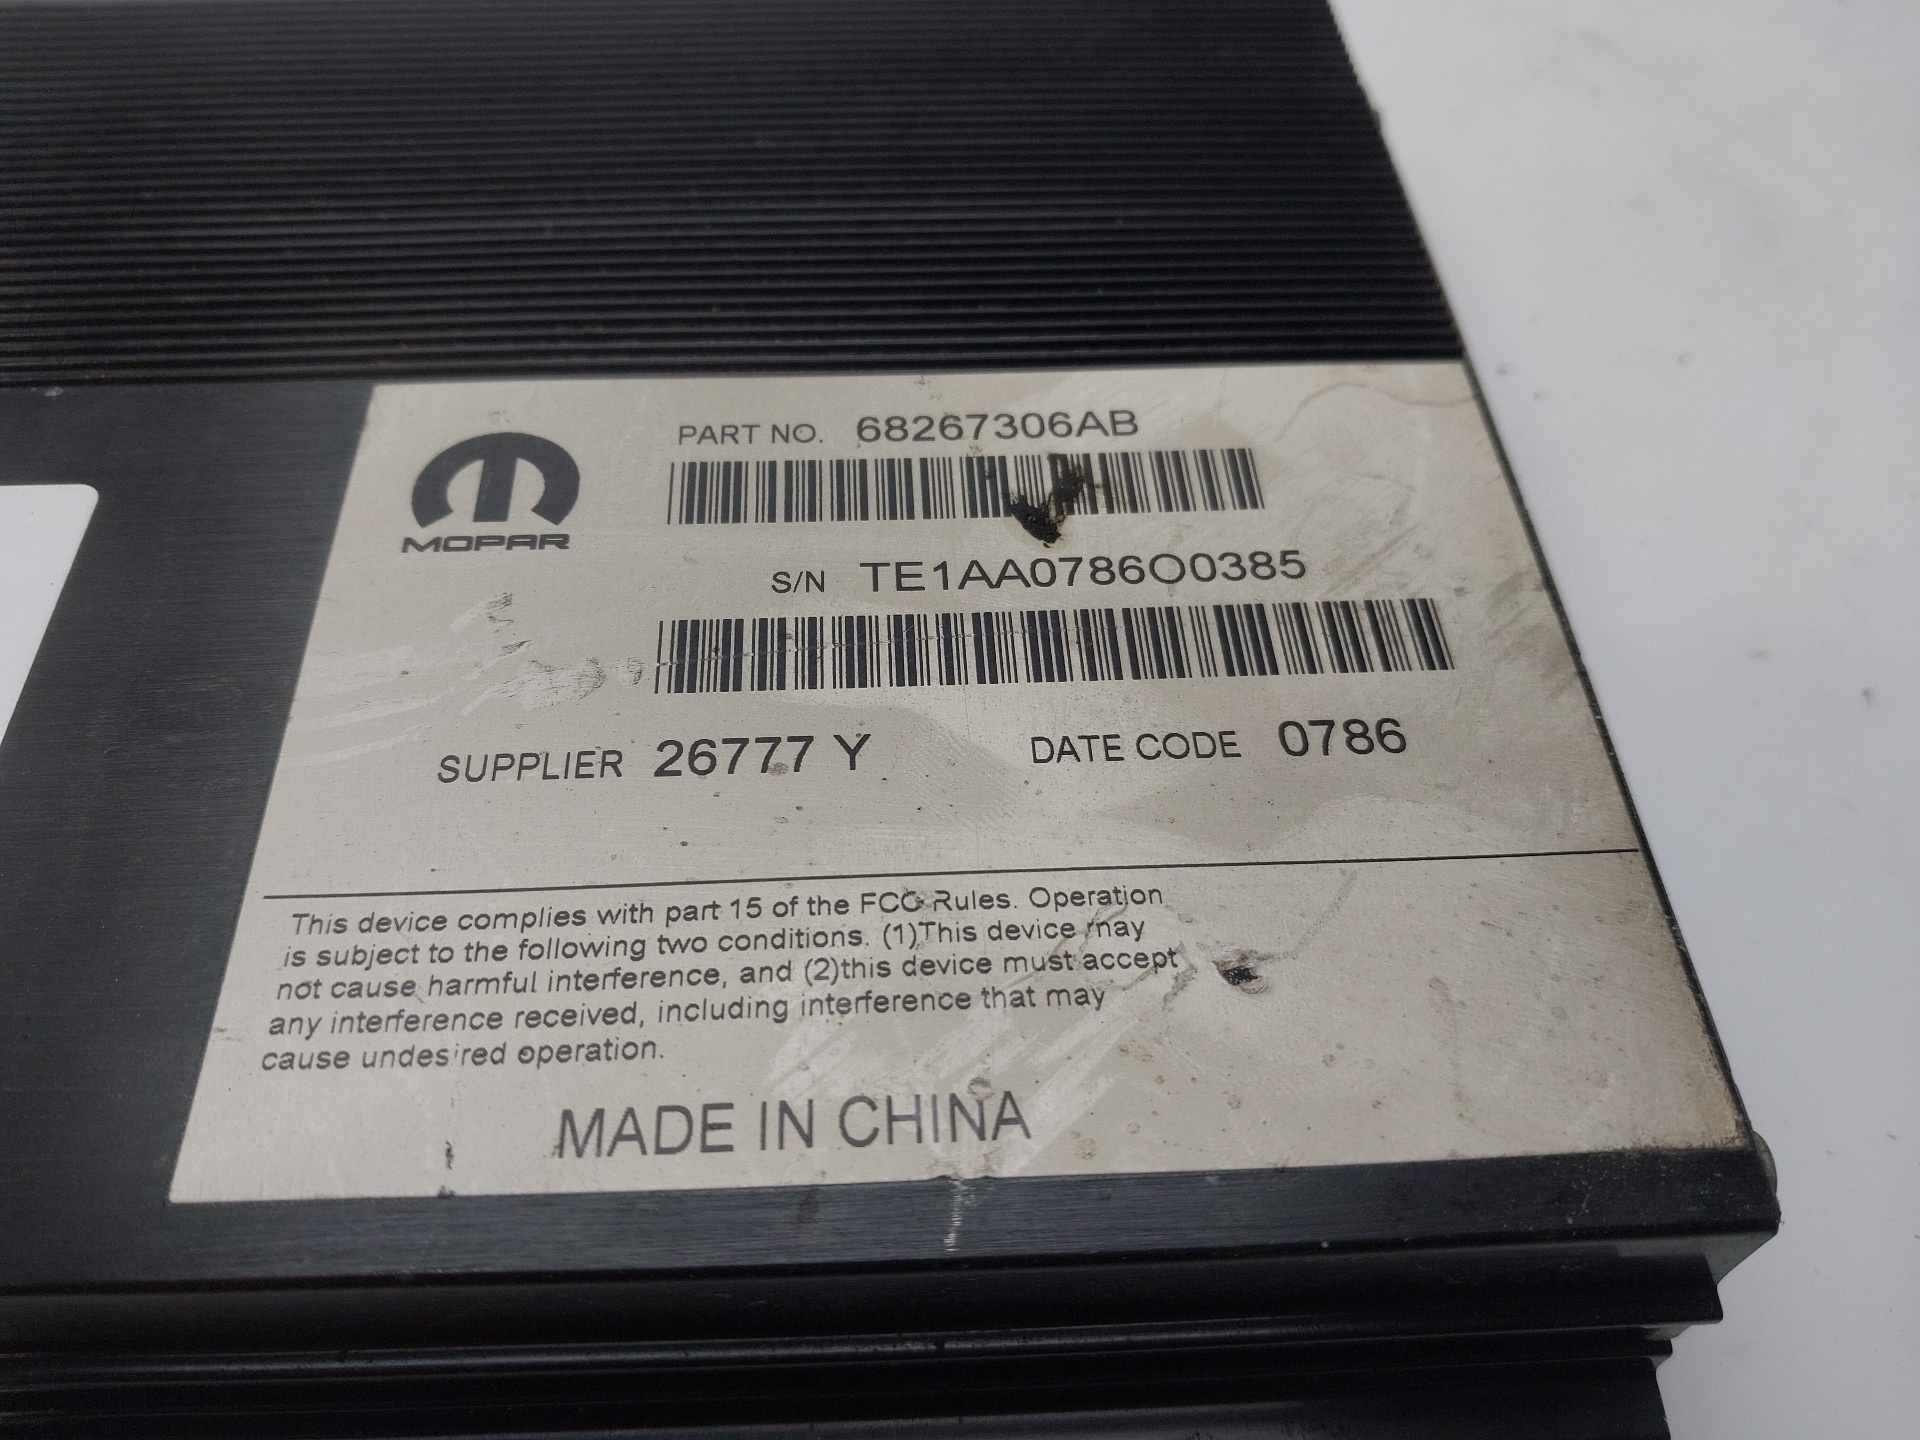 PART NO. 68267306AB
MOPAR
S/N TE1AA0786O0385
SUPPLIER 26777 Y DATE CODE 0786
This device complies with part 15 of the FCC Rules. Operation
is subject to the following two conditions. (1)This device may
not cause harmful interference, and (2)this device must accept
any interference received, including interference that may
cause undesired operation.
MADE IN CHINA